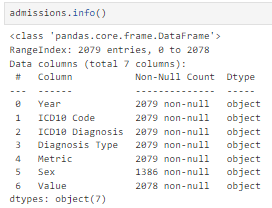 admissions.info()
<class 'pandas.core.frame.DataFrame'>
RangeIndex: 2079 entries, 0 to 2078
Data columns (total 7 columns):
 #   Column          Non-Null Count  Dtype
---  ------          --------------  -----
 0   Year            2079 non-null   object
 1   ICD10 Code      2079 non-null   object
 2   ICD10 Diagnosis 2079 non-null   object
 3   Diagnosis Type  2079 non-null   object
 4   Metric          2079 non-null   object
 5   Sex             1386 non-null   object
 6   Value           2078 non-null   object
dtypes: object(7)